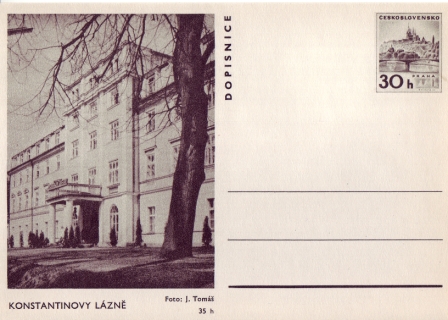 DOPISNICE
ČESKOSLOVENSKO
PRAHA
30 h
KONSTANTINOVY LÁZNĚ
Foto: J. Tomáš
35 h